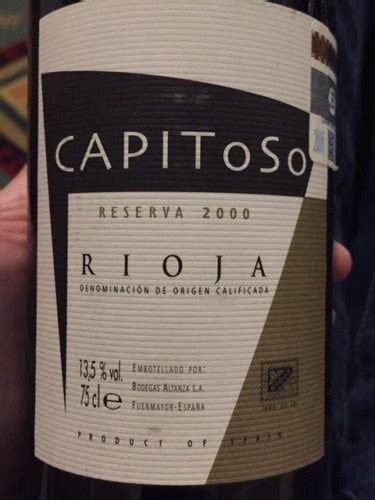 CAPIToSo
RESERVA 2000
RIOJA
DENOMINACIÓN DE ORIGEN CALIFICADA
13,5 % vol.
75 cl e
EMBOTELLADO POR:
BODEGAS ALTANZA S.A.
FUENMAYOR-ESPAÑA
PRODUCT OF SPAIN